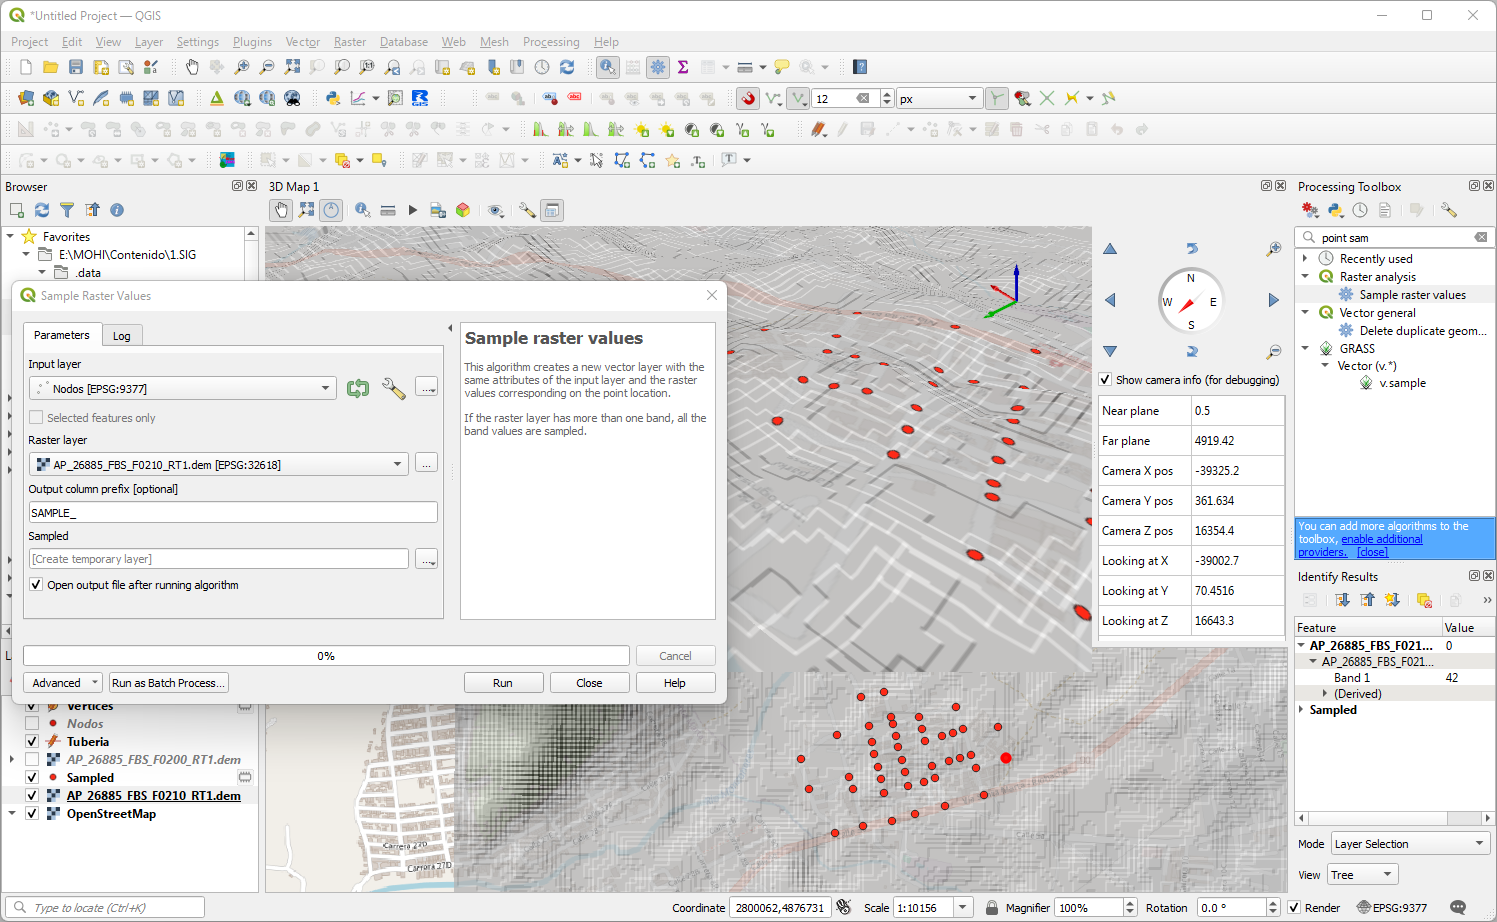 *Untitled Project — QGIS
Project Edit View Layer Settings Plugins Vector Raster Database Web Mesh Processing Help
12 px
Browser
Favorites
E:\MOHI\Contenido\1.SIG
.data
3D Map 1
N
W E
S
Show camera info (for debugging)
Near plane 0.5
Far plane 4919.42
Camera X pos -39325.2
Camera Y pos 361.634
Camera Z pos 16354.4
Looking at X -39002.7
Looking at Y 70.4516
Looking at Z 16643.3
Processing Toolbox
point sam
Recently used
Raster analysis
Sample raster values
Vector general
Delete duplicate geom...
GRASS
Vector (v.*)
v.sample
You can add more algorithms to the
toolbox, enable additional
providers. [close]
Identify Results
Feature Value
AP_26885_FBS_F021... 0
AP_26885_FBS_F021...
Band 1 42
(Derived)
Sampled
Mode Layer Selection
View Tree
Sample Raster Values
Parameters Log
Input layer
Nodos [EPSG:9377]
...
Selected features only
Raster layer
AP_26885_FBS_F0210_RT1.dem [EPSG:32618]
...
Output column prefix [optional]
SAMPLE_
Sampled
[Create temporary layer]
...
Open output file after running algorithm
Sample raster values
This algorithm creates a new vector layer with the
same attributes of the input layer and the raster
values corresponding on the point location.
If the raster layer has more than one band, all the
band values are sampled.
0%
Cancel
Advanced Run as Batch Process... Run Close Help
Vertices
Nodos
Tuberia
AP_26885_FBS_F0200_RT1.dem
Sampled
AP_26885_FBS_F0210_RT1.dem
OpenStreetMap
Carrera 27D
Carrera 27D
Type to locate (Ctrl+K)
Coordinate 2800062,4876731 Scale 1:10156 Magnifier 100% Rotation 0.0 ° Render EPSG:9377